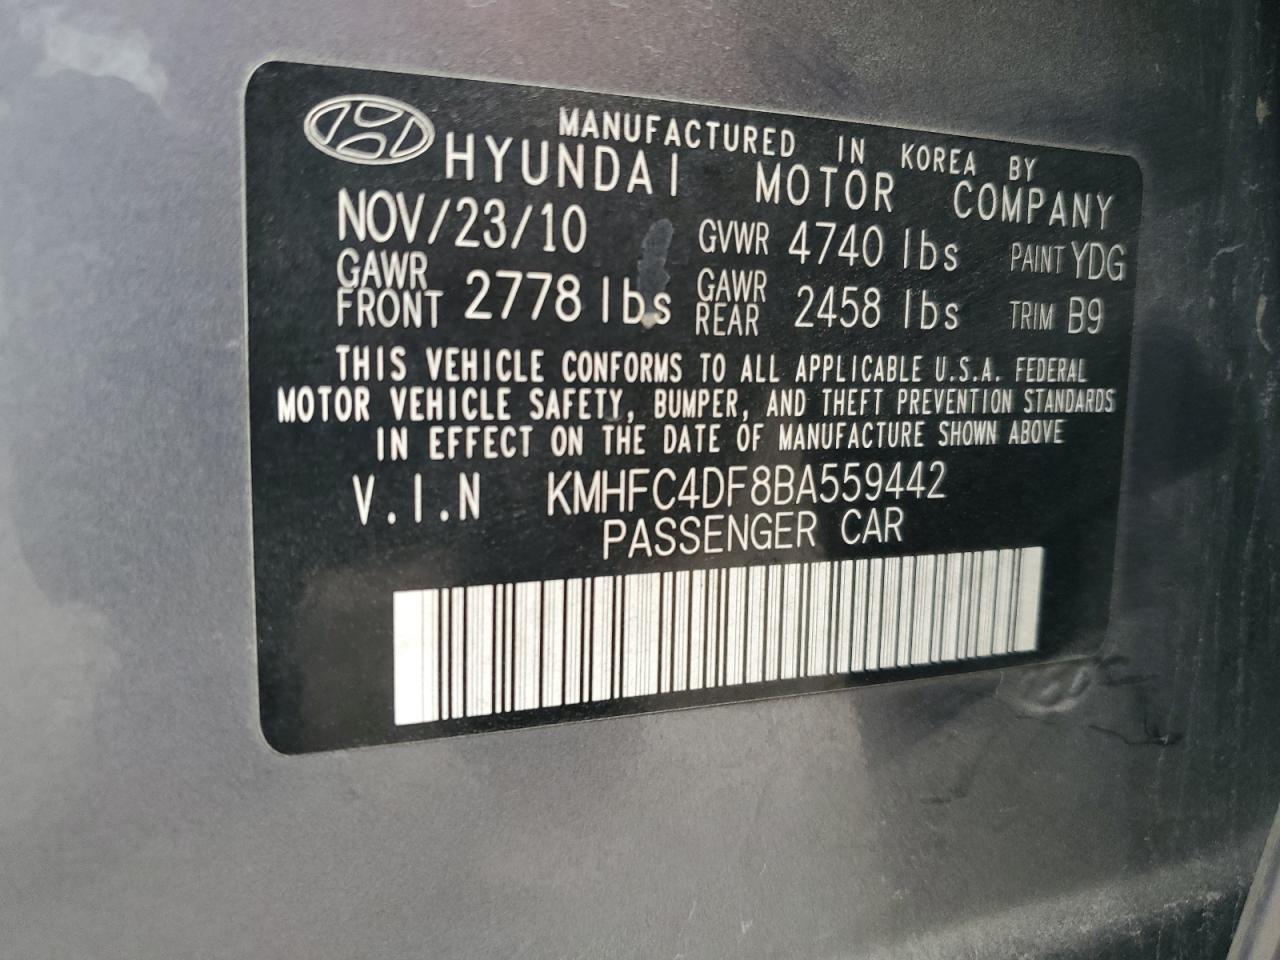 MANUFACTURED IN KOREA BY
HYUNDAI MOTOR COMPANY
NOV/23/10 GVWR 4740 lbs PAINT YDG
GAWR FRONT 2778 lbs GAWR REAR 2458 lbs TRIM B9
THIS VEHICLE CONFORMS TO ALL APPLICABLE U.S.A. FEDERAL
MOTOR VEHICLE SAFETY, BUMPER, AND THEFT PREVENTION STANDARDS
IN EFFECT ON THE DATE OF MANUFACTURE SHOWN ABOVE
V.I.N KMHFC4DF8BA559442
PASSENGER CAR